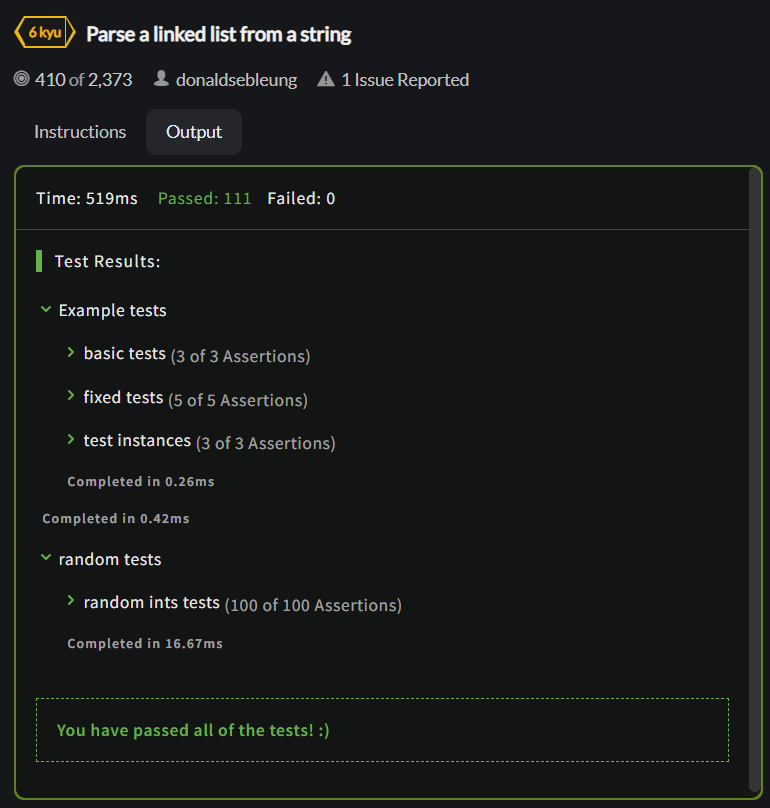 6 kyu Parse a linked list from a string
410 of 2,373 donaldsebleung 1 Issue Reported
Instructions Output
Time: 519ms Passed: 111 Failed: 0
Test Results:
Example tests
basic tests (3 of 3 Assertions)
fixed tests (5 of 5 Assertions)
test instances (3 of 3 Assertions)
Completed in 0.26ms
Completed in 0.42ms
random tests
random ints tests (100 of 100 Assertions)
Completed in 16.67ms
You have passed all of the tests! :)